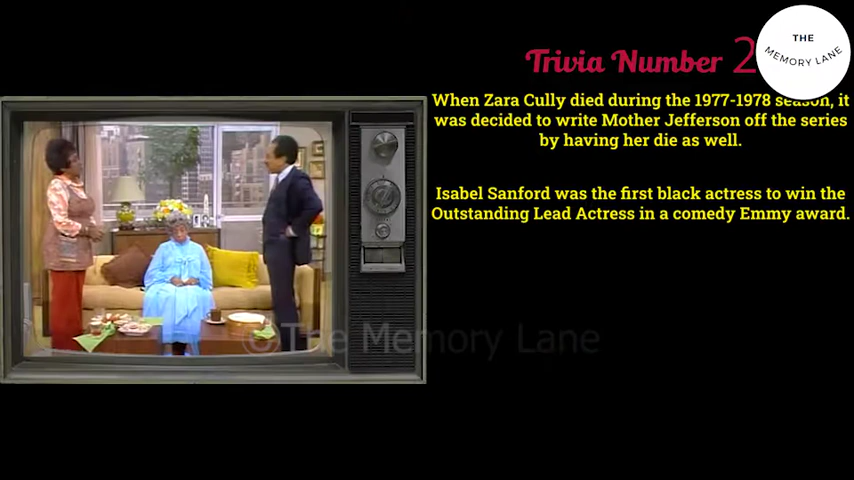 Trivia Number 2
THE
MEMORY LANE
When Zara Cully died during the 1977-1978 season, it
was decided to write Mother Jefferson off the series
by having her die as well.
Isabel Sanford was the first black actress to win the
Outstanding Lead Actress in a comedy Emmy award.
©The Memory Lane